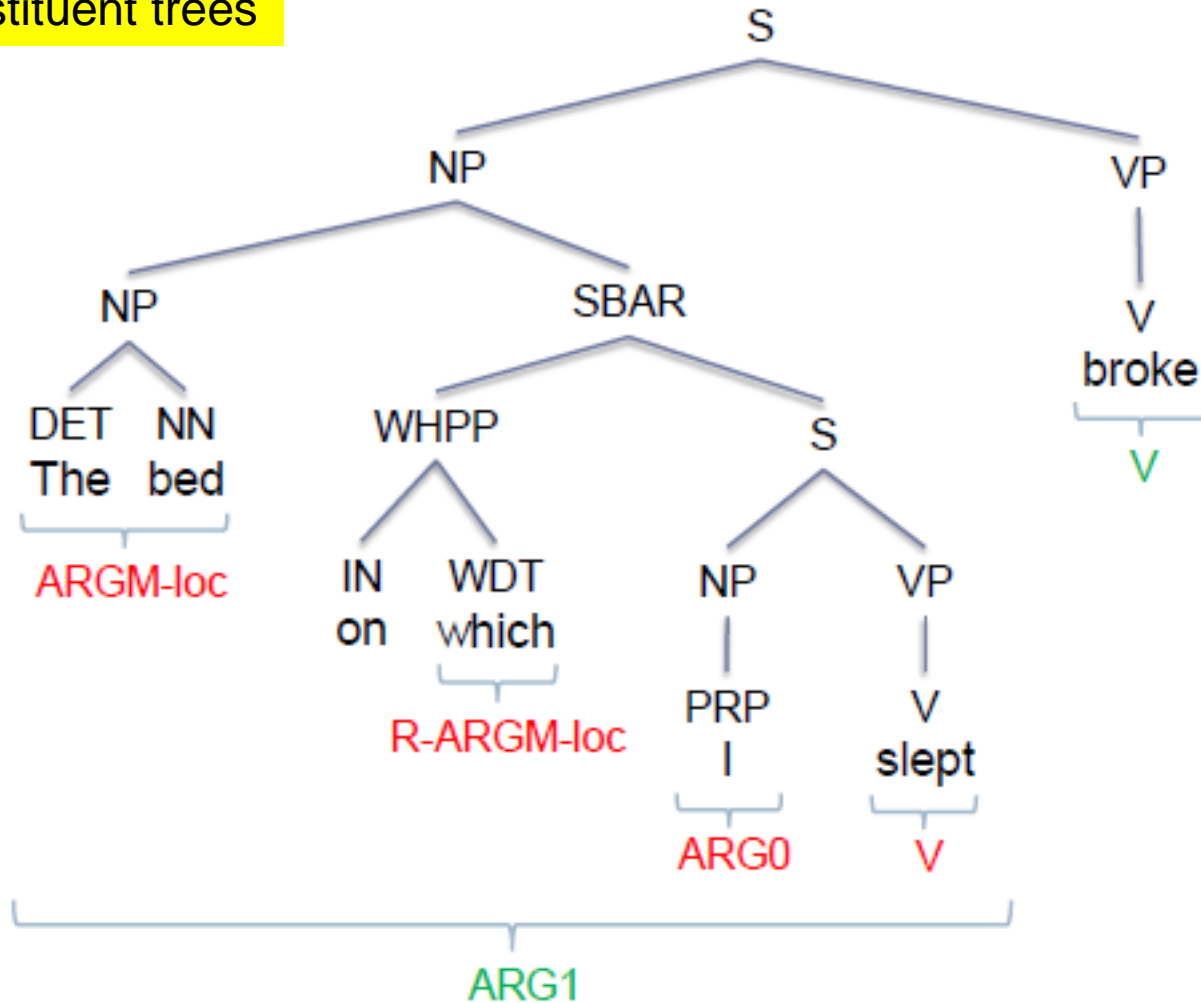 stituent trees
S
NP VP
NP SBAR V
broke
DET NN WHPP S V
The bed
ARGM-loc IN WDT NP VP
on which
R-ARGM-loc PRP V
I slept
ARG0 V
ARG1